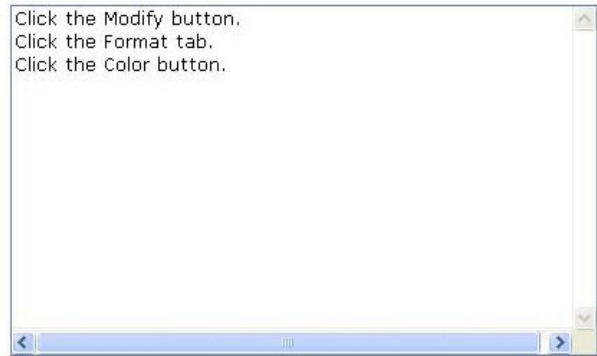 Click the Modify button.
Click the Format tab.
Click the Color button.